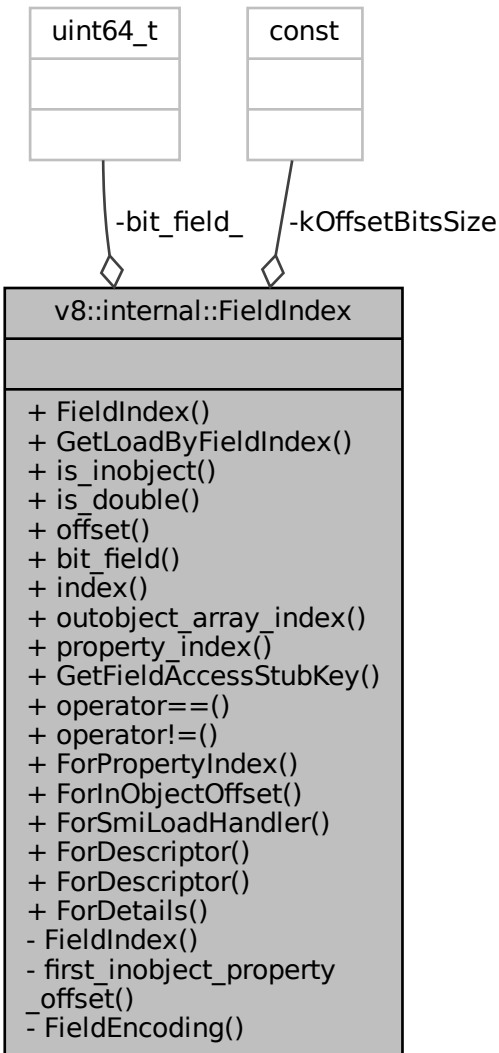 uint64_t
const
-bit_field_
-kOffsetBitsSize
v8::internal::FieldIndex
+ FieldIndex()
+ GetLoadByFieldIndex()
+ is_inobject()
+ is_double()
+ offset()
+ bit_field()
+ index()
+ outobject_array_index()
+ property_index()
+ GetFieldAccessStubKey()
+ operator==()
+ operator!=()
+ ForPropertyIndex()
+ ForInObjectOffset()
+ ForSmiLoadHandler()
+ ForDescriptor()
+ ForDescriptor()
+ ForDetails()
- FieldIndex()
- first_inobject_property
_offset()
- FieldEncoding()